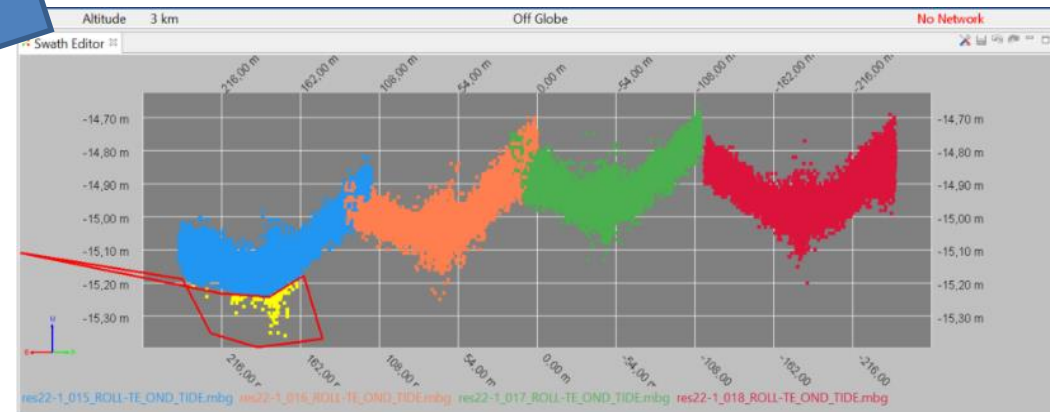 Altitude 3 km Off Globe No Network
Swath Editor
216,00 m 162,00 m 108,00 m 54,00 m 0,00 m -54,00 m -108,00 m -162,00 m -216,00 m
-14,70 m -14,70 m
-14,80 m -14,80 m
-14,90 m -14,90 m
-15,00 m -15,00 m
-15,10 m -15,10 m
-15,20 m -15,20 m
-15,30 m -15,30 m
216,00 162,00 108,00 54,00 m 0,00 m -54,00 m -108,00 -162,00 -216,00
res22-1_015_ROLL-TE_OND_TIDE.mbg res22-1_016_ROLL-TE_OND_TIDE.mbg res22-1_017_ROLL-TE_OND_TIDE.mbg res22-1_018_ROLL-TE_OND_TIDE.mbg